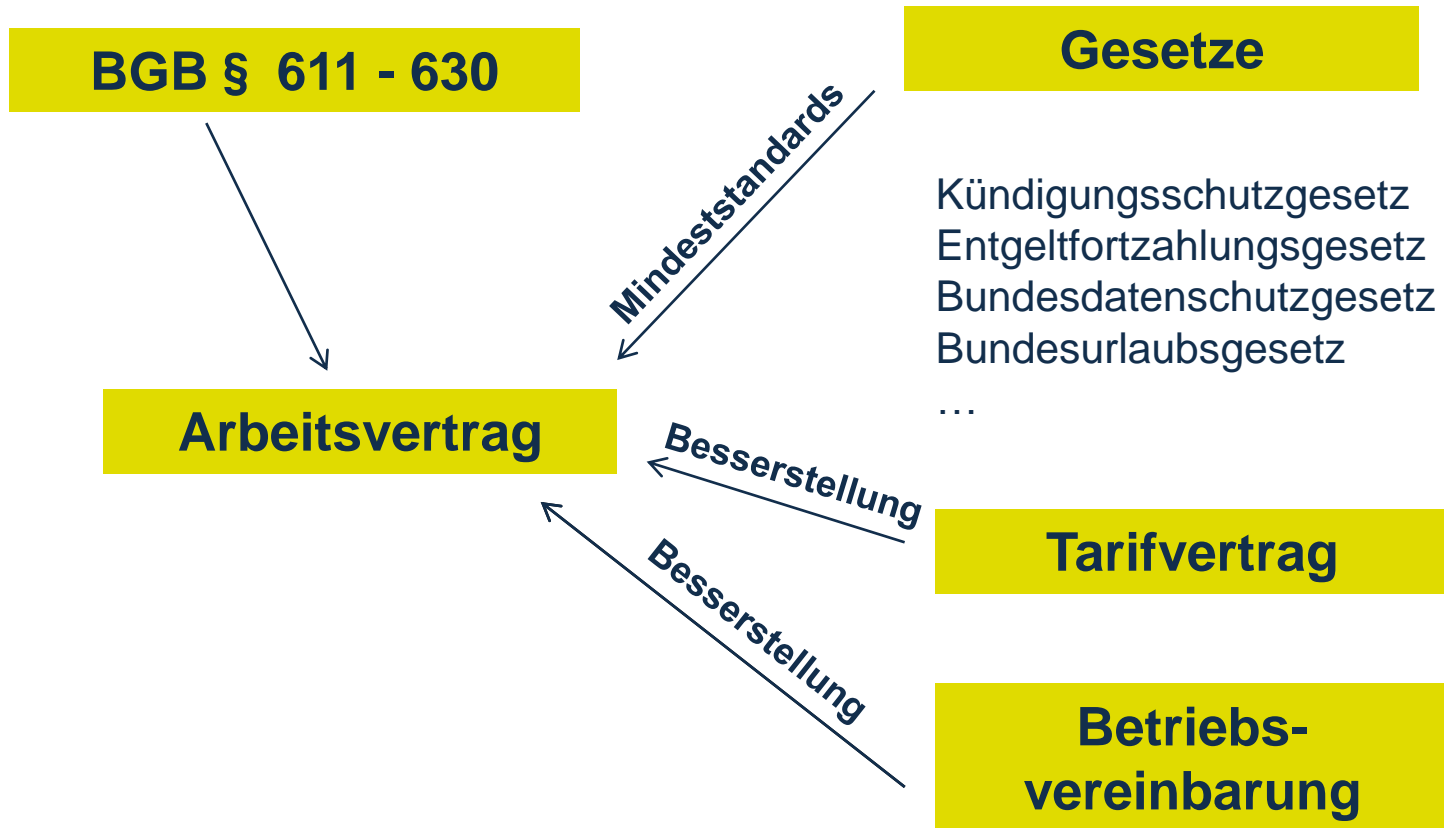 BGB §  611 - 630
Gesetze
Mindeststandards
Kündigungsschutzgesetz
Entgeltfortzahlungsgesetz
Bundesdatenschutzgesetz
Bundesurlaubsgesetz
…
Arbeitsvertrag
Besserstellung
Tarifvertrag
Besserstellung
Betriebs-
vereinbarung